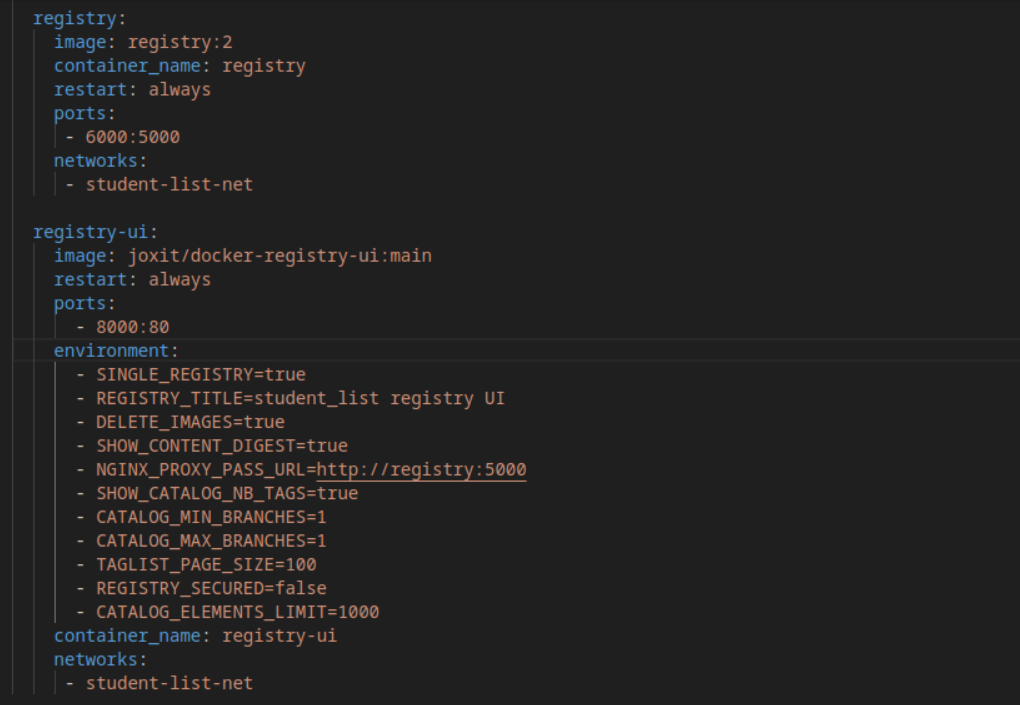 registry:
image: registry:2
container_name: registry
restart: always
ports:
- 6000:5000
networks:
- student-list-net
registry-ui:
image: joxit/docker-registry-ui:main
restart: always
ports:
- 8000:80
environment:
- SINGLE_REGISTRY=true
- REGISTRY_TITLE=student_list registry UI
- DELETE_IMAGES=true
- SHOW_CONTENT_DIGEST=true
- NGINX_PROXY_PASS_URL=http://registry:5000
- SHOW_CATALOG_NB_TAGS=true
- CATALOG_MIN_BRANCHES=1
- CATALOG_MAX_BRANCHES=1
- TAGLIST_PAGE_SIZE=100
- REGISTRY_SECURED=false
- CATALOG_ELEMENTS_LIMIT=1000
container_name: registry-ui
networks:
- student-list-net